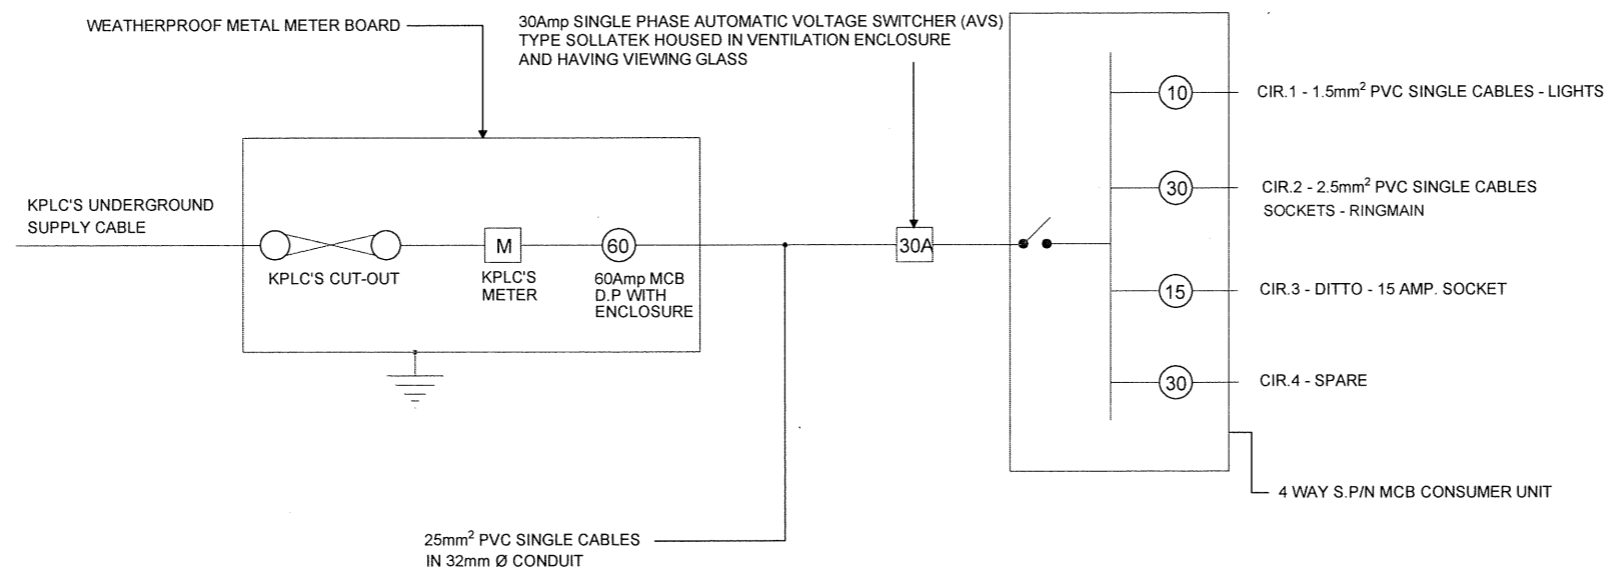 WEATHERPROOF METAL METER BOARD
30Amp SINGLE PHASE AUTOMATIC VOLTAGE SWITCHER (AVS)
TYPE SOLLATEK HOUSED IN VENTILATION ENCLOSURE
AND HAVING VIEWING GLASS
KPLC'S UNDERGROUND
SUPPLY CABLE
KPLC'S CUT-OUT
M
KPLC'S
METER
60
60Amp MCB
D.P WITH
ENCLOSURE
30A
10
CIR.1 - 1.5mm² PVC SINGLE CABLES - LIGHTS
30
CIR.2 - 2.5mm² PVC SINGLE CABLES
SOCKETS - RINGMAIN
15
CIR.3 - DITTO - 15 AMP. SOCKET
30
CIR.4 - SPARE
4 WAY S.P/N MCB CONSUMER UNIT
25mm² PVC SINGLE CABLES
IN 32mm Ø CONDUIT